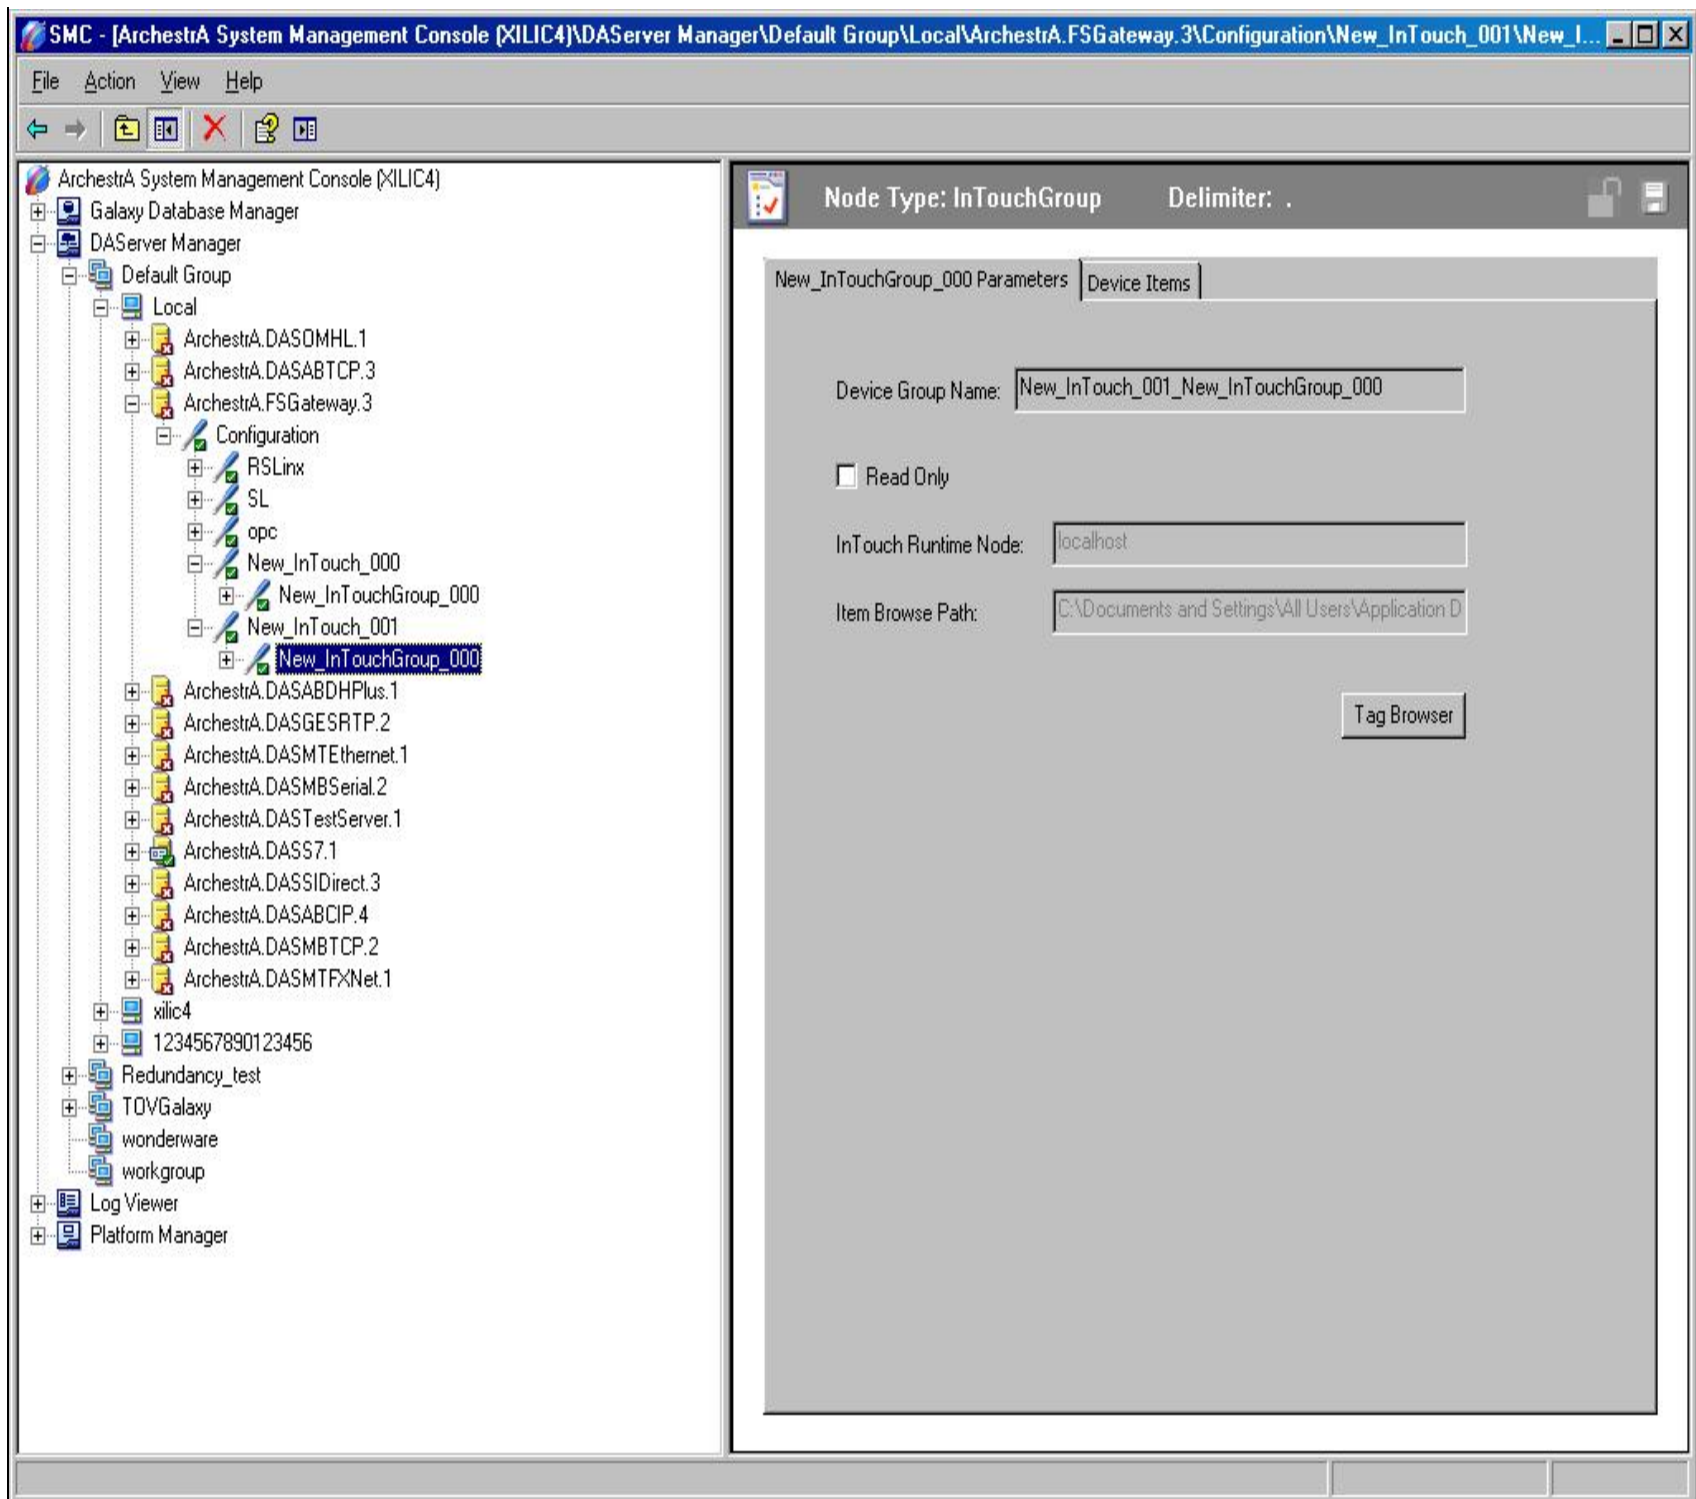 SMC - [ArchestrA System Management Console (XILIC4)\DAServer Manager\Default Group\Local\ArchestrA.FSGateway.3\Configuration\New_InTouch_001\New_I...
File Action View Help
ArchestrA System Management Console (XILIC4)
Galaxy Database Manager
DAServer Manager
Default Group
Local
ArchestrA.DASOMHL.1
ArchestrA.DASABTCP.3
ArchestrA.FSGateway.3
Configuration
RSLinx
SL
opc
New_InTouch_000
New_InTouchGroup_000
New_InTouch_001
New_InTouchGroup_000
ArchestrA.DASABDHPlus.1
ArchestrA.DASGESRTP.2
ArchestrA.DASMTEthernet.1
ArchestrA.DASMBSerial.2
ArchestrA.DASTestServer.1
ArchestrA.DASS7.1
ArchestrA.DASSIDirect.3
ArchestrA.DASABCIP.4
ArchestrA.DASMBTCP.2
ArchestrA.DASMTFXNet.1
xilic4
1234567890123456
Redundancy_test
TOVGalaxy
wonderware
workgroup
Log Viewer
Platform Manager
Node Type: InTouchGroup Delimiter: .
New_InTouchGroup_000 Parameters Device Items
Device Group Name: New_InTouch_001_New_InTouchGroup_000
Read Only
InTouch Runtime Node: localhost
Item Browse Path: C:\Documents and Settings\All Users\Application D
Tag Browser